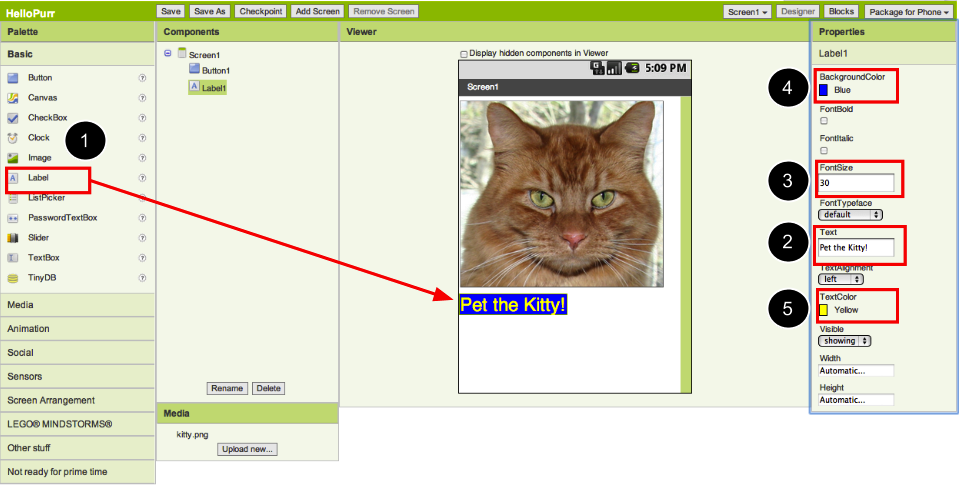 HelloPurr
Save Save As Checkpoint Add Screen Remove Screen Screen1 Designer Blocks Package for Phone
Palette
Basic
Button ?
Canvas ?
CheckBox ?
Clock ?
1
Image ?
A Label ?
ListPicker ?
PasswordTextBox ?
Slider ?
TextBox ?
TinyDB ?
Media
Animation
Social
Sensors
Screen Arrangement
LEGO® MINDSTORMS®
Other stuff
Not ready for prime time
Components
Screen1
Button1
A Label1
Rename Delete
Media
kitty.png
Upload new...
Viewer
Display hidden components in Viewer
5:09 PM
Screen1
Pet the Kitty!
Properties
Label1
BackgroundColor
4
Blue
FontBold
FontItalic
FontSize
3
30
FontTypeface
default
Text
2
Pet the Kitty!
TextAlignment
left
TextColor
5
Yellow
Visible
showing
Width
Automatic...
Height
Automatic...